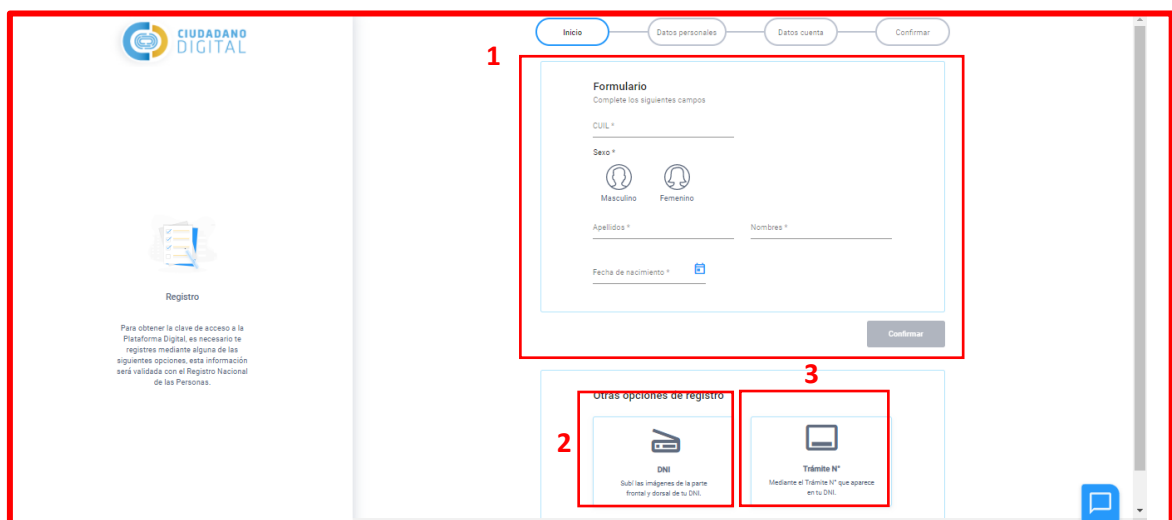 CIUDADANO
DIGITAL
Registro
Para obtener la clave de acceso a la
Plataforma Digital, es necesario te
registres mediante alguna de las
siguientes opciones, esta información
será validada con el Registro Nacional
de las Personas.
Inicio
Datos personales
Datos cuenta
Confirmar
1
Formulario
Complete los siguientes campos
CUIL *
Sexo *
Masculino
Femenino
Apellidos *
Nombres *
Fecha de nacimiento *
Confirmar
Otras opciones de registro
2
DNI
Subí las imágenes de la parte
frontal y dorsal de tu DNI.
3
Trámite N°
Mediante el Trámite N° que aparece
en tu DNI.